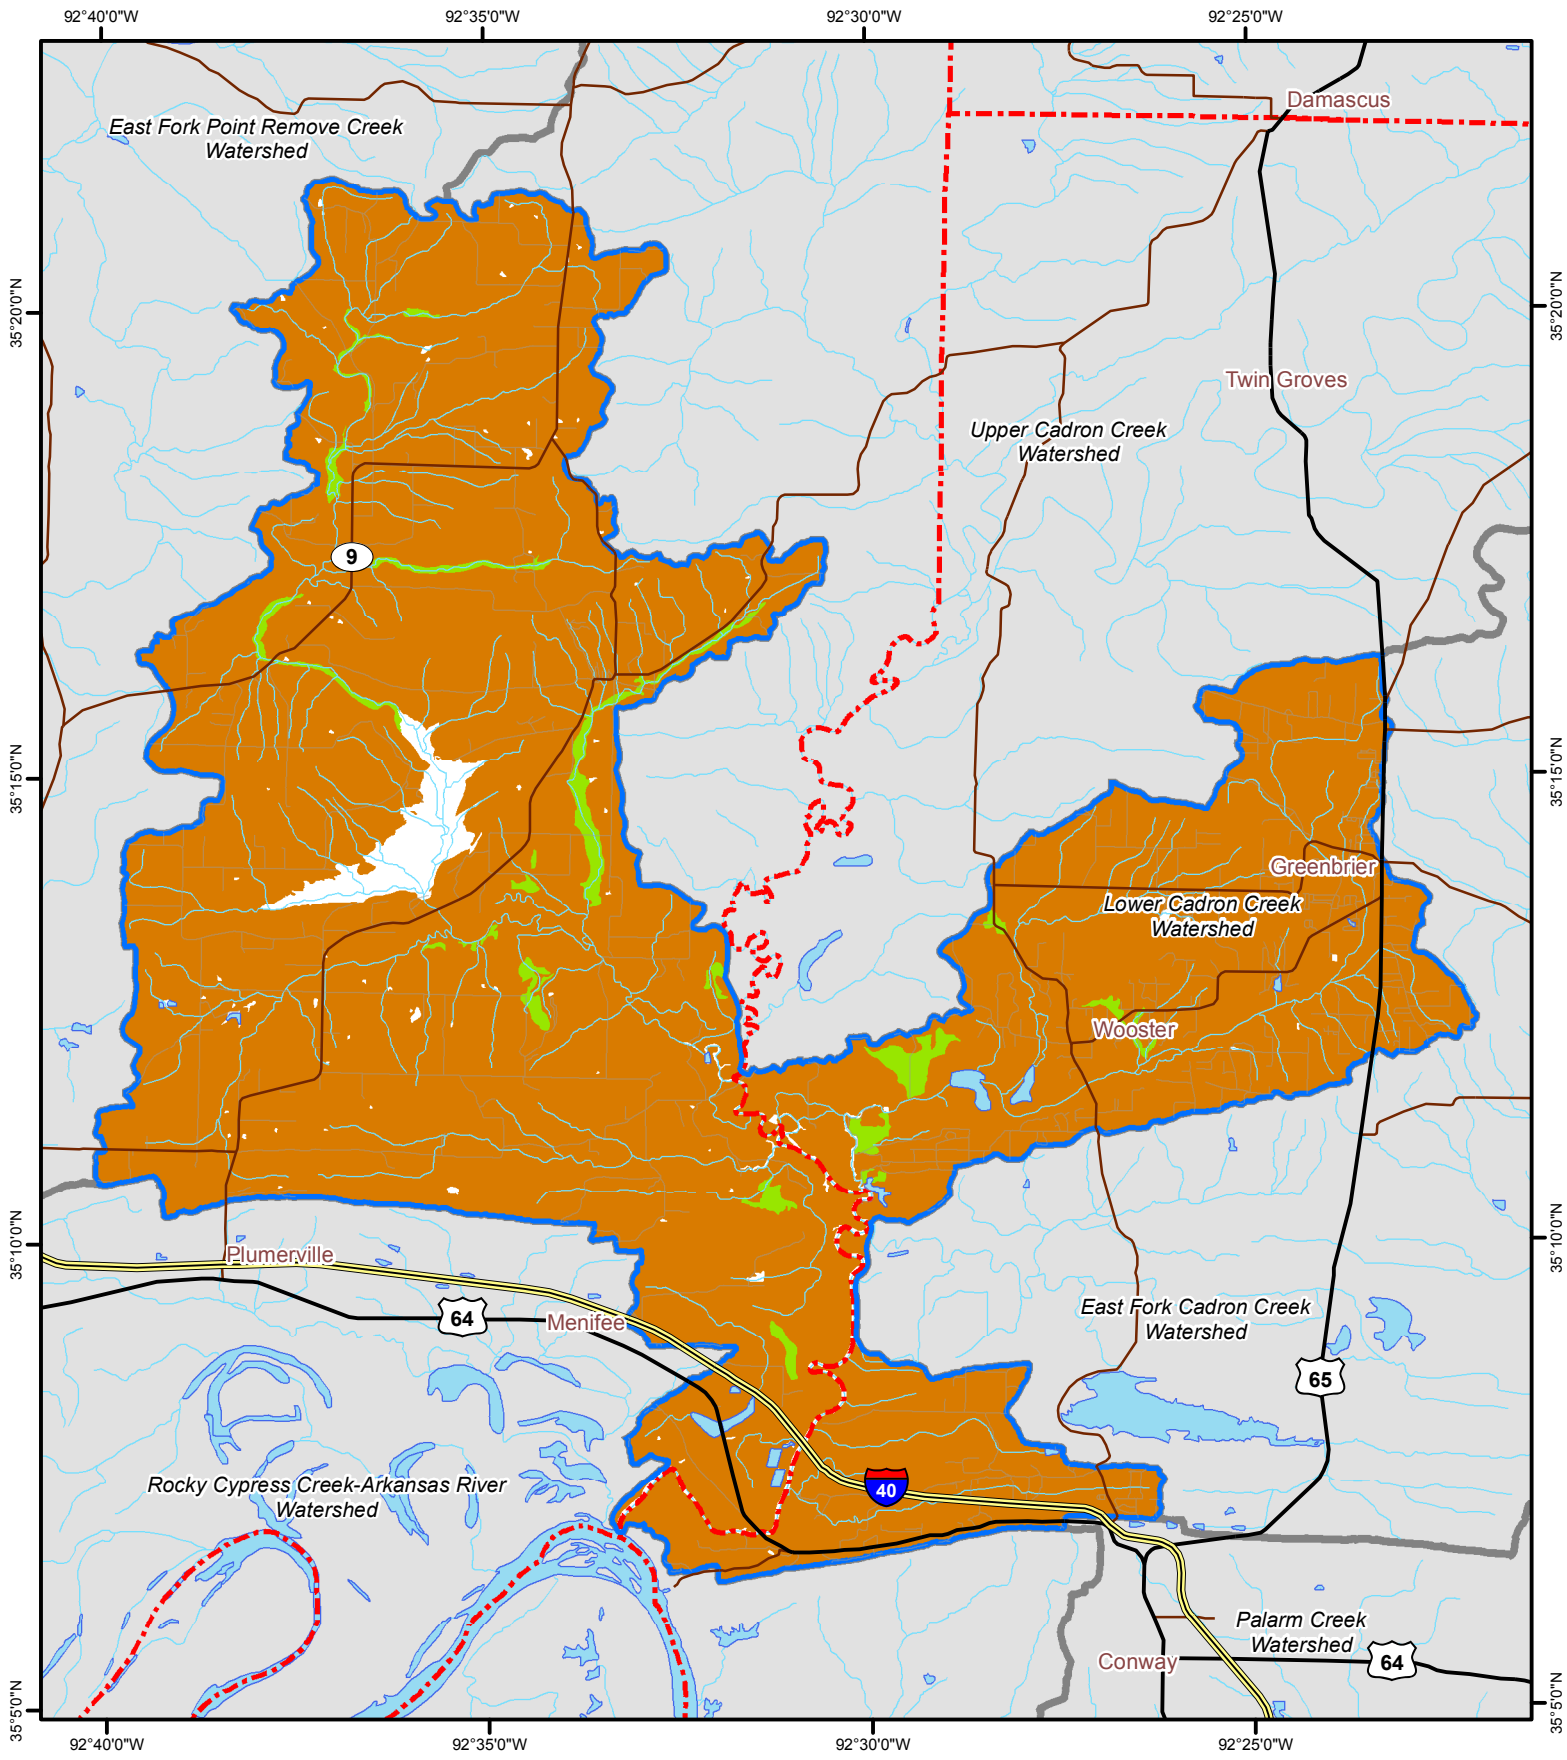 92°40'0"W
92°35'0"W
92°30'0"W
92°25'0"W
Damascus
East Fork Point Remove Creek
Watershed
35°20'0"N
35°20'0"N
Twin Groves
Upper Cadron Creek
Watershed
9
35°15'0"N
35°15'0"N
Greenbrier
Lower Cadron Creek
Watershed
Wooster
35°10'0"N
35°10'0"N
Plumerville
64
Menifee
East Fork Cadron Creek
Watershed
65
Rocky Cypress Creek-Arkansas River
Watershed
40
Palarm Creek
Watershed
Conway
64
35°5'0"N
35°5'0"N
92°40'0"W
92°35'0"W
92°30'0"W
92°25'0"W